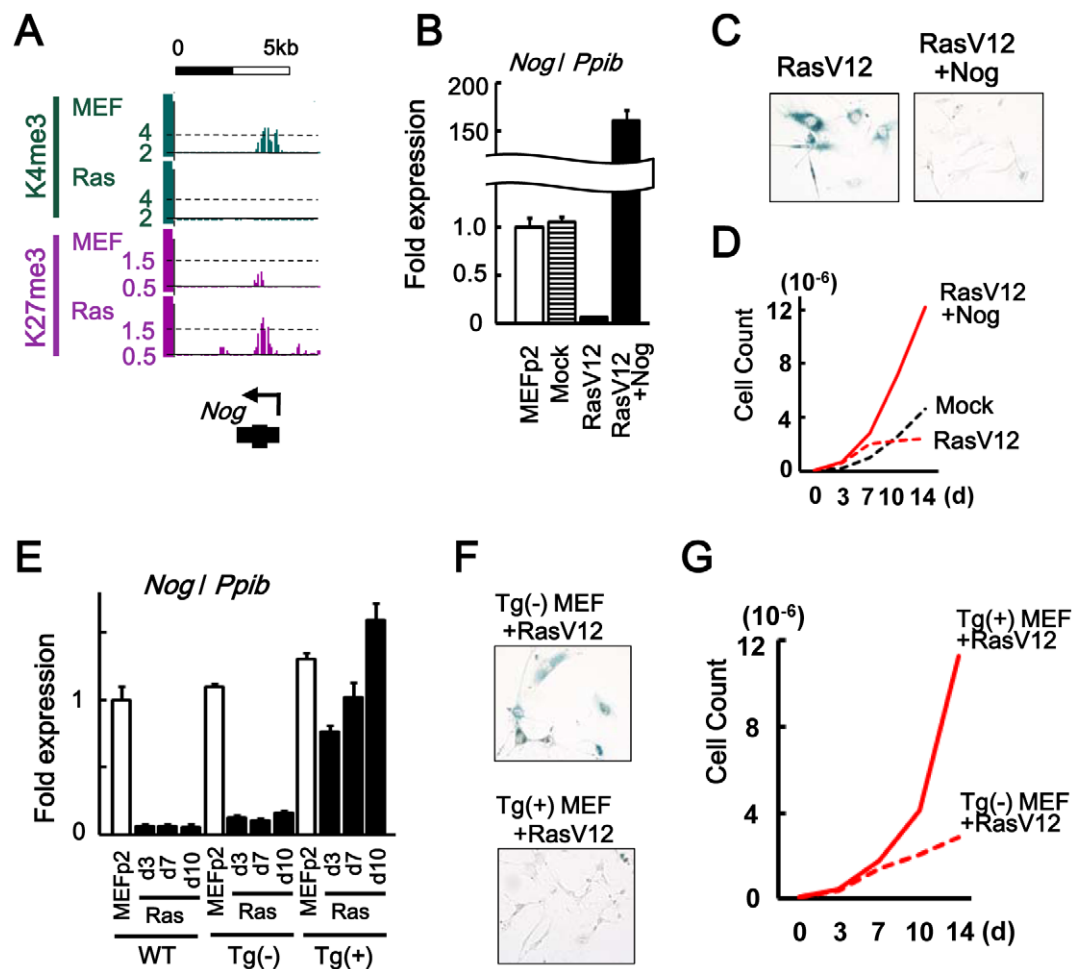 A
0 5kb
K4me3
MEF
4
2
Ras
4
2
K27me3
MEF
1.5
0.5
Ras
1.5
0.5
Nog
B
Nog/ Ppib
Fold expression
200
150
1.0
0.5
0
MEFp2
Mock
RasV12
RasV12
+Nog
C
RasV12
RasV12
+Nog
D
(10-6)
Cell Count
12
8
4
0
RasV12
+Nog
Mock
RasV12
0 3 7 10 14 (d)
E
Nog/ Ppib
Fold expression
1
0
MEFp2 d3 d7 d10 MEFp2 d3 d7 d10 MEFp2 d3 d7 d10
Ras Ras Ras
WT Tg(-) Tg(+)
F
Tg(-) MEF
+RasV12
Tg(+) MEF
+RasV12
G
(10-6)
Cell Count
12
8
4
0
Tg(+) MEF
+RasV12
Tg(-) MEF
+RasV12
0 3 7 10 14 (d)